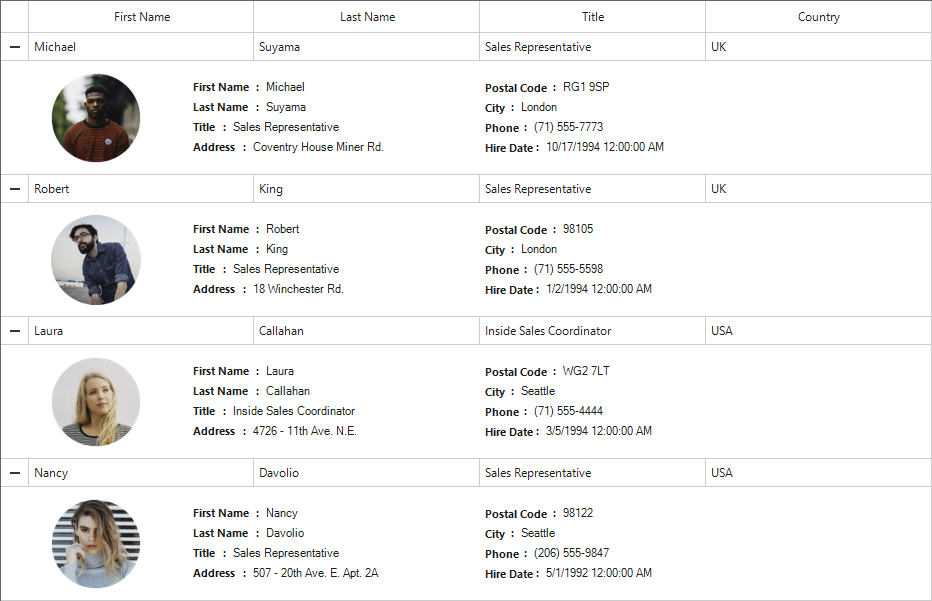 First Name Last Name Title Country
Michael Suyama Sales Representative UK
First Name : Michael Postal Code : RG1 9SP
Last Name : Suyama City : London
Title : Sales Representative Phone : (71) 555-7773
Address : Coventry House Miner Rd. Hire Date : 10/17/1994 12:00:00 AM
Robert King Sales Representative UK
First Name : Robert Postal Code : 98105
Last Name : King City : London
Title : Sales Representative Phone : (71) 555-5598
Address : 18 Winchester Rd. Hire Date : 1/2/1994 12:00:00 AM
Laura Callahan Inside Sales Coordinator USA
First Name : Laura Postal Code : WG2 7LT
Last Name : Callahan City : Seattle
Title : Inside Sales Coordinator Phone : (71) 555-4444
Address : 4726 - 11th Ave. N.E. Hire Date : 3/5/1994 12:00:00 AM
Nancy Davolio Sales Representative USA
First Name : Nancy Postal Code : 98122
Last Name : Davolio City : Seattle
Title : Sales Representative Phone : (206) 555-9847
Address : 507 - 20th Ave. E. Apt. 2A Hire Date : 5/1/1992 12:00:00 AM